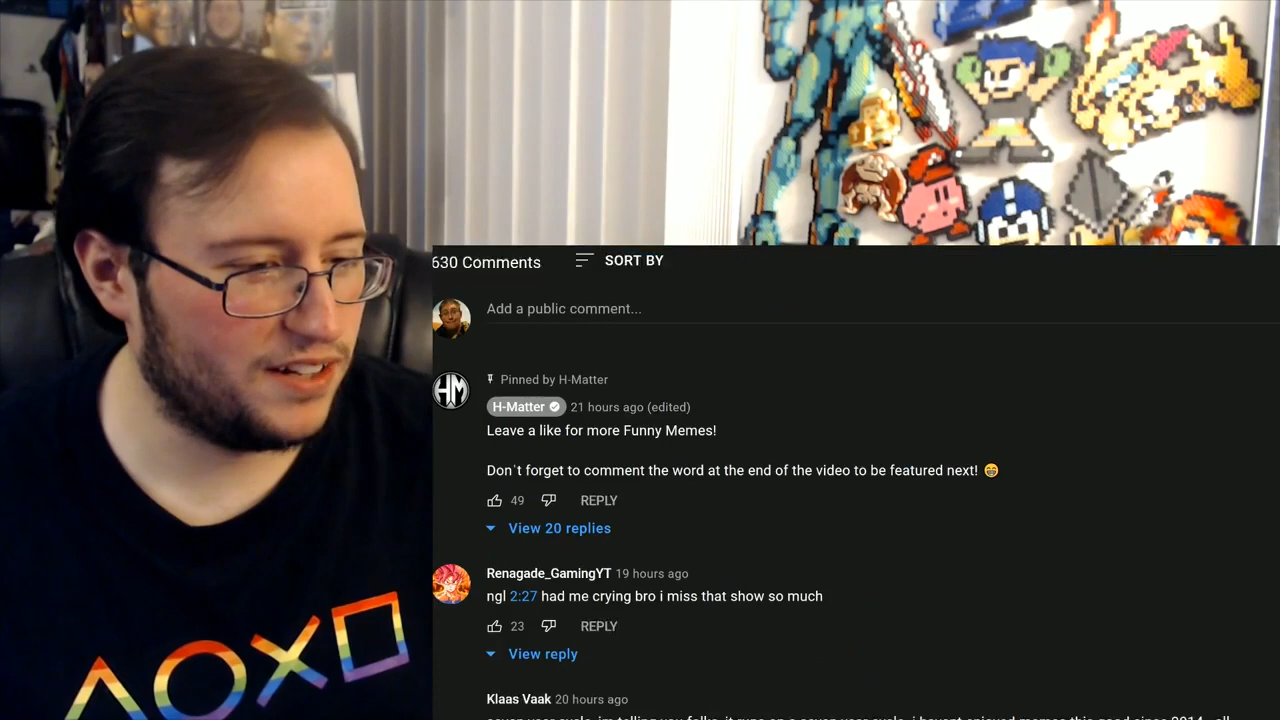 630 Comments
SORT BY
Add a public comment...
Pinned by H-Matter
HM
H-Matter 21 hours ago (edited)
Leave a like for more Funny Memes!
Don't forget to comment the word at the end of the video to be featured next! 😁
49 REPLY
View 20 replies
Renagade_GamingYT 19 hours ago
ngl 2:27 had me crying bro i miss that show so much
23 REPLY
View reply
Klaas Vaak 20 hours ago